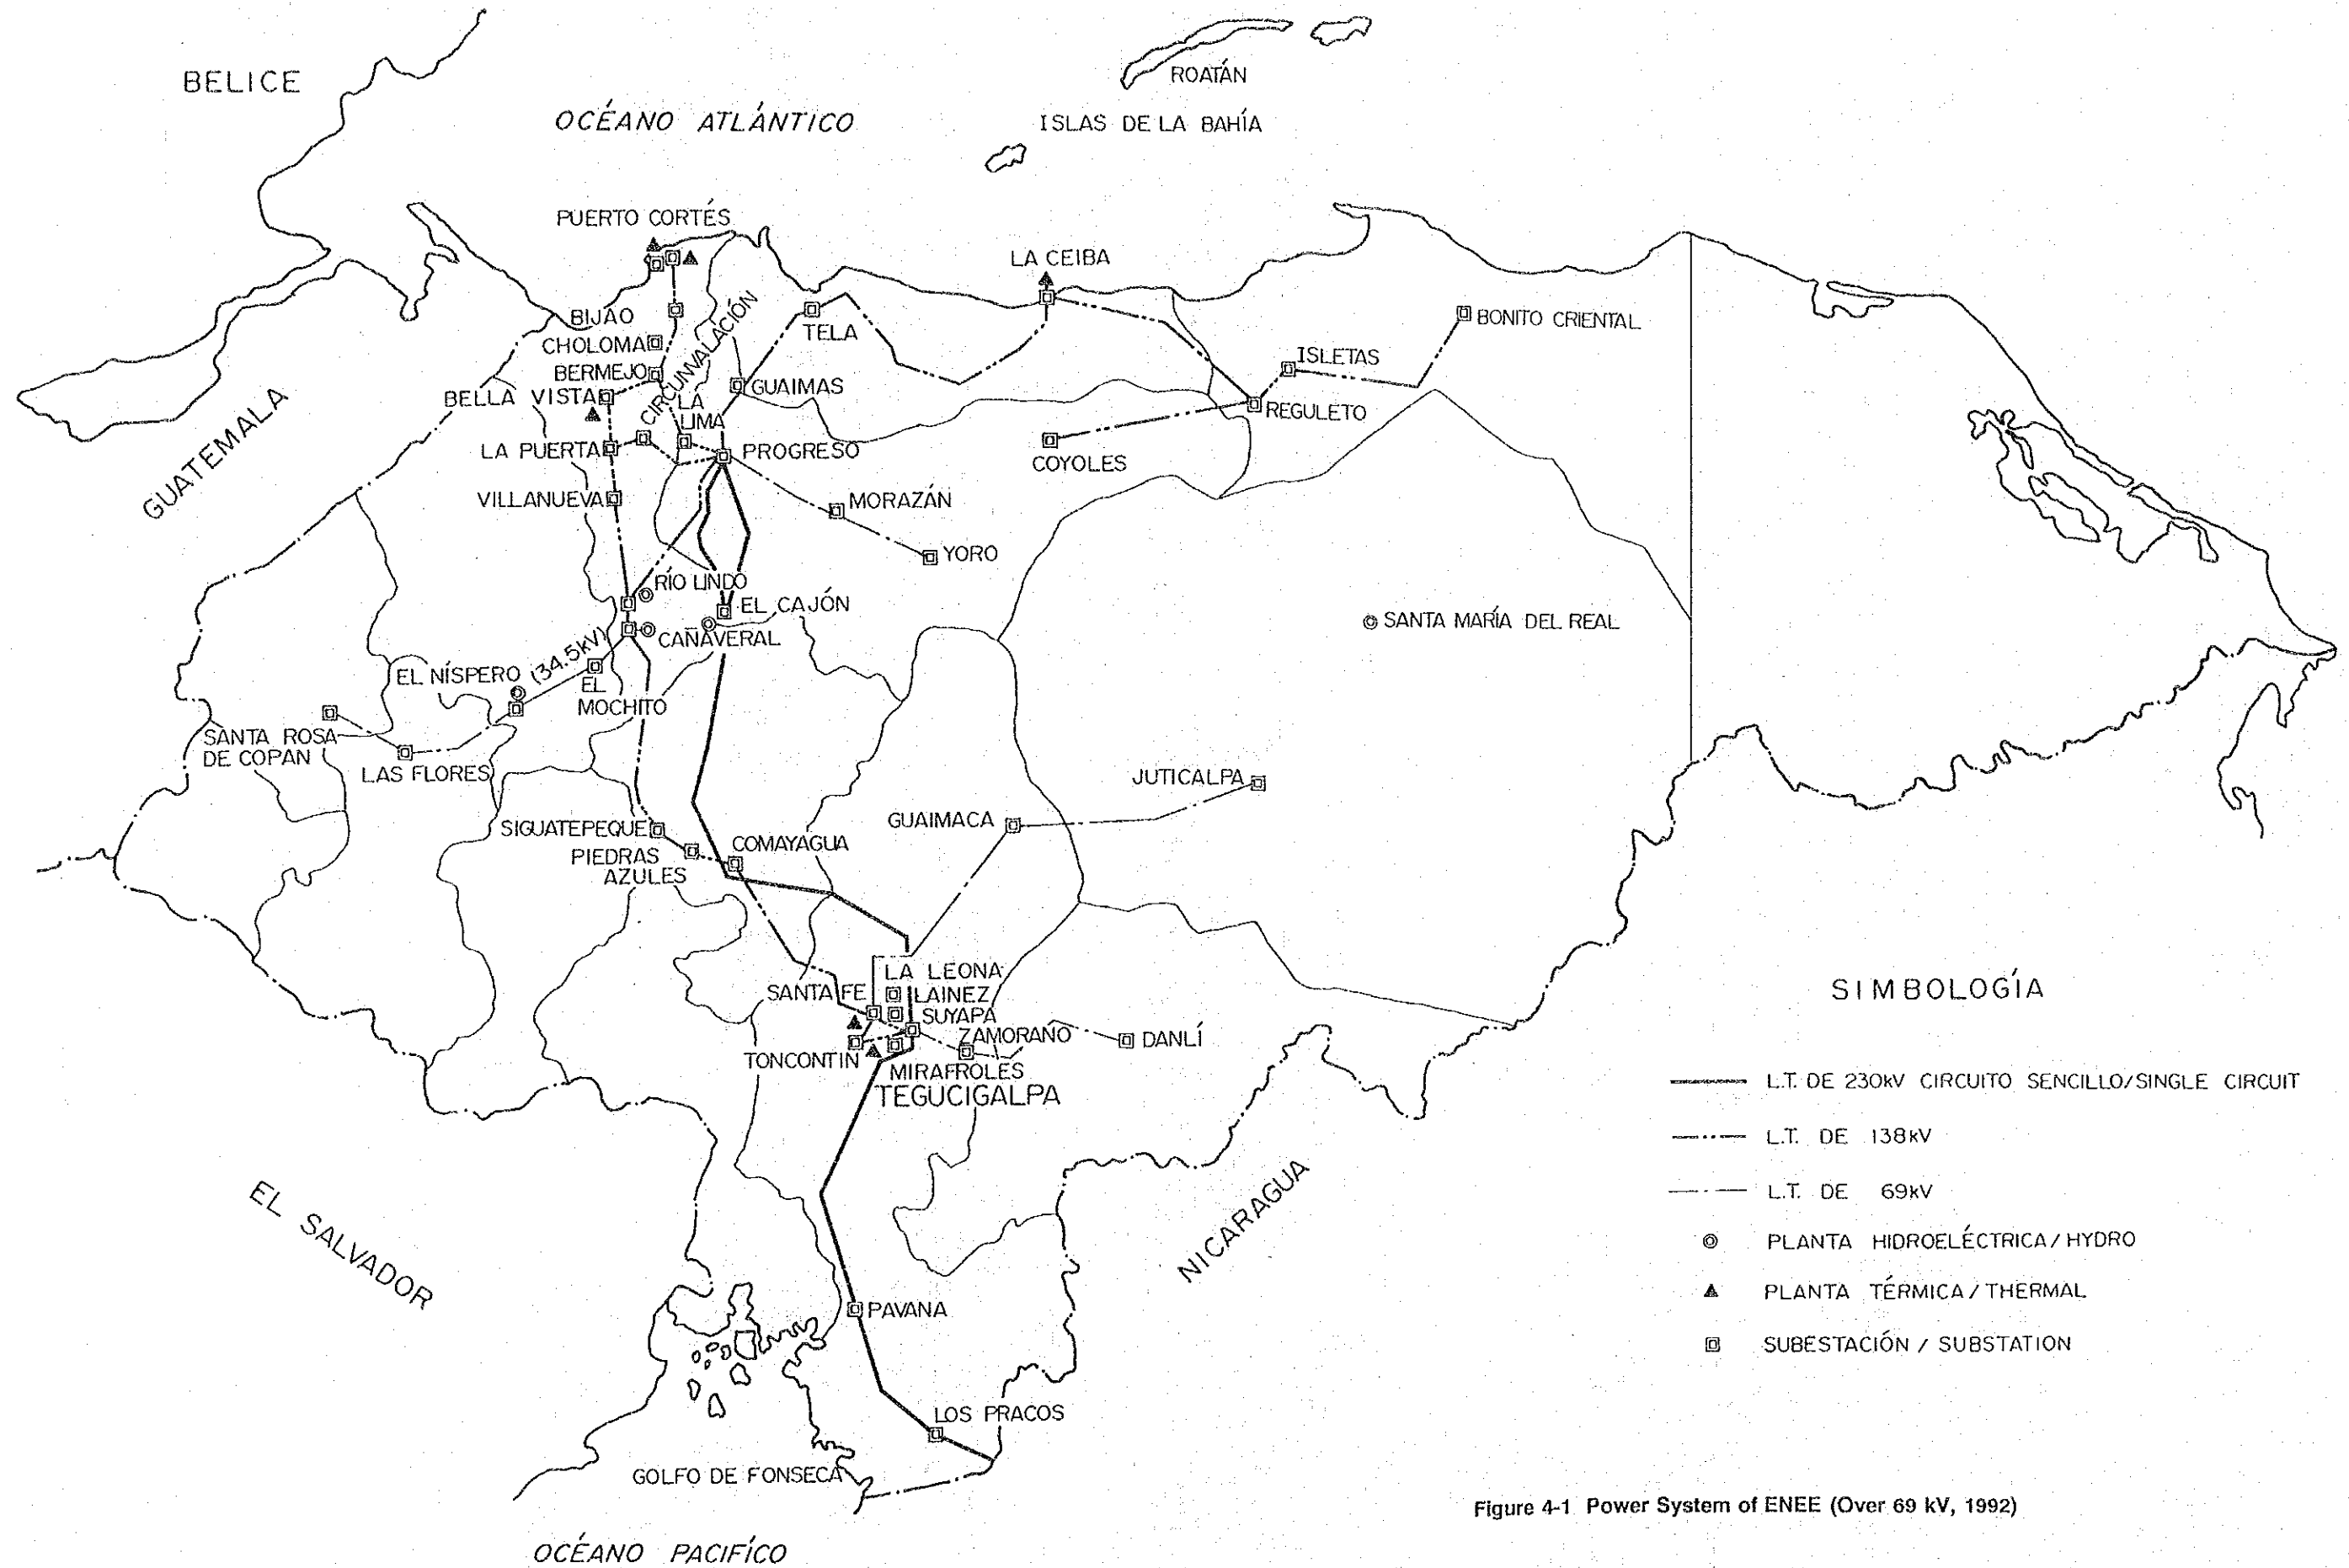 BELICE
OCÉANO ATLÁNTICO
ROATÁN
ISLAS DE LA BAHÍA
PUERTO CORTÉS
LA CEIBA
BIJAO
CHOLOMA
BERMEJO
BELLA VISTA
CIRCUNVALACIÓN
LA
LIMA
LA PUERTA
VILLANUEVA
TELA
GUAIMAS
PROGRESO
MORAZÁN
YORO
BONITO CRIENTAL
ISLETAS
REGULETO
COYOLES
GUATEMALA
RÍO LINDO
EL CAJÓN
CAÑAVERAL
SANTA MARÍA DEL REAL
EL NÍSPERO
(34.5kV)
EL
MOCHITO
SANTA ROSA
DE COPAN
LAS FLORES
JUTICALPA
GUAIMACA
SIGUATEPEQUE
PIEDRAS
AZULES
COMAYAGUA
LA LEONA
SANTA FE
LAINEZ
SUYAPA
ZAMORANO
DANLÍ
TONCONTIN
MIRAFROLES
TEGUCIGALPA
EL SALVADOR
NICARAGUA
PAVANA
LOS PRACOS
GOLFO DE FONSECA
OCÉANO PACIFÍCO
SIMBOLOGÍA
L.T. DE 230kV CIRCUITO SENCILLO/SINGLE CIRCUIT
L.T. DE 138kV
L.T. DE 69kV
PLANTA HIDROELÉCTRICA / HYDRO
PLANTA TÉRMICA / THERMAL
SUBESTACIÓN / SUBSTATION
Figure 4-1 Power System of ENEE (Over 69 kV, 1992)